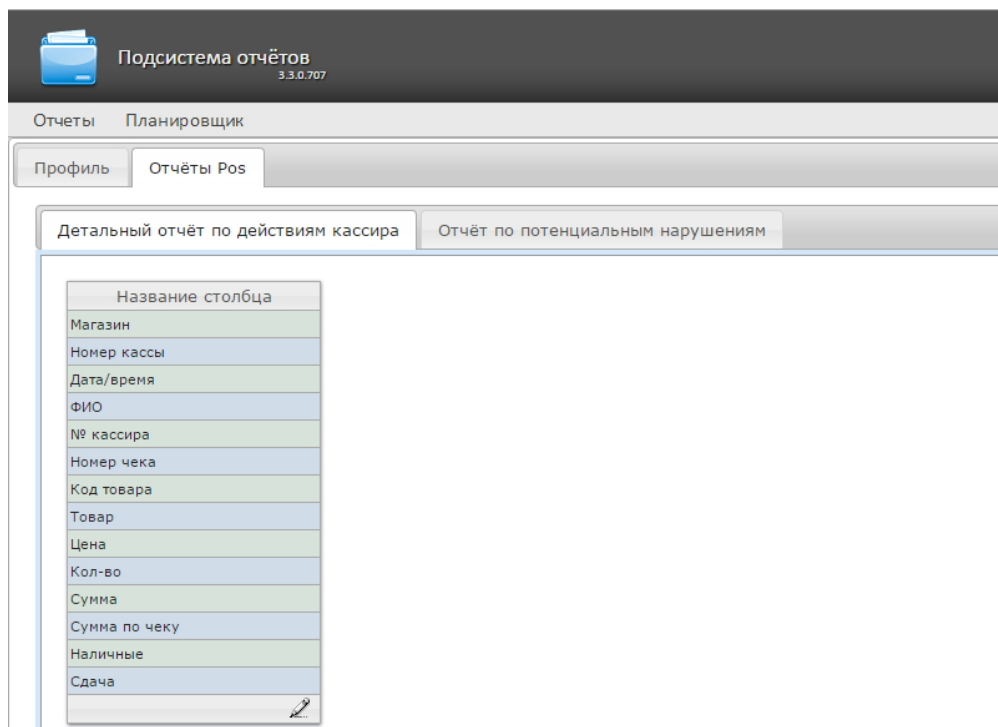 Подсистема отчётов
3.3.0.707
Отчеты Планировщик
Профиль Отчёты Pos
Детальный отчёт по действиям кассира Отчёт по потенциальным нарушениям
Название столбца
Магазин
Номер кассы
Дата/время
ФИО
№ кассира
Номер чека
Код товара
Товар
Цена
Кол-во
Сумма
Сумма по чеку
Наличные
Сдача